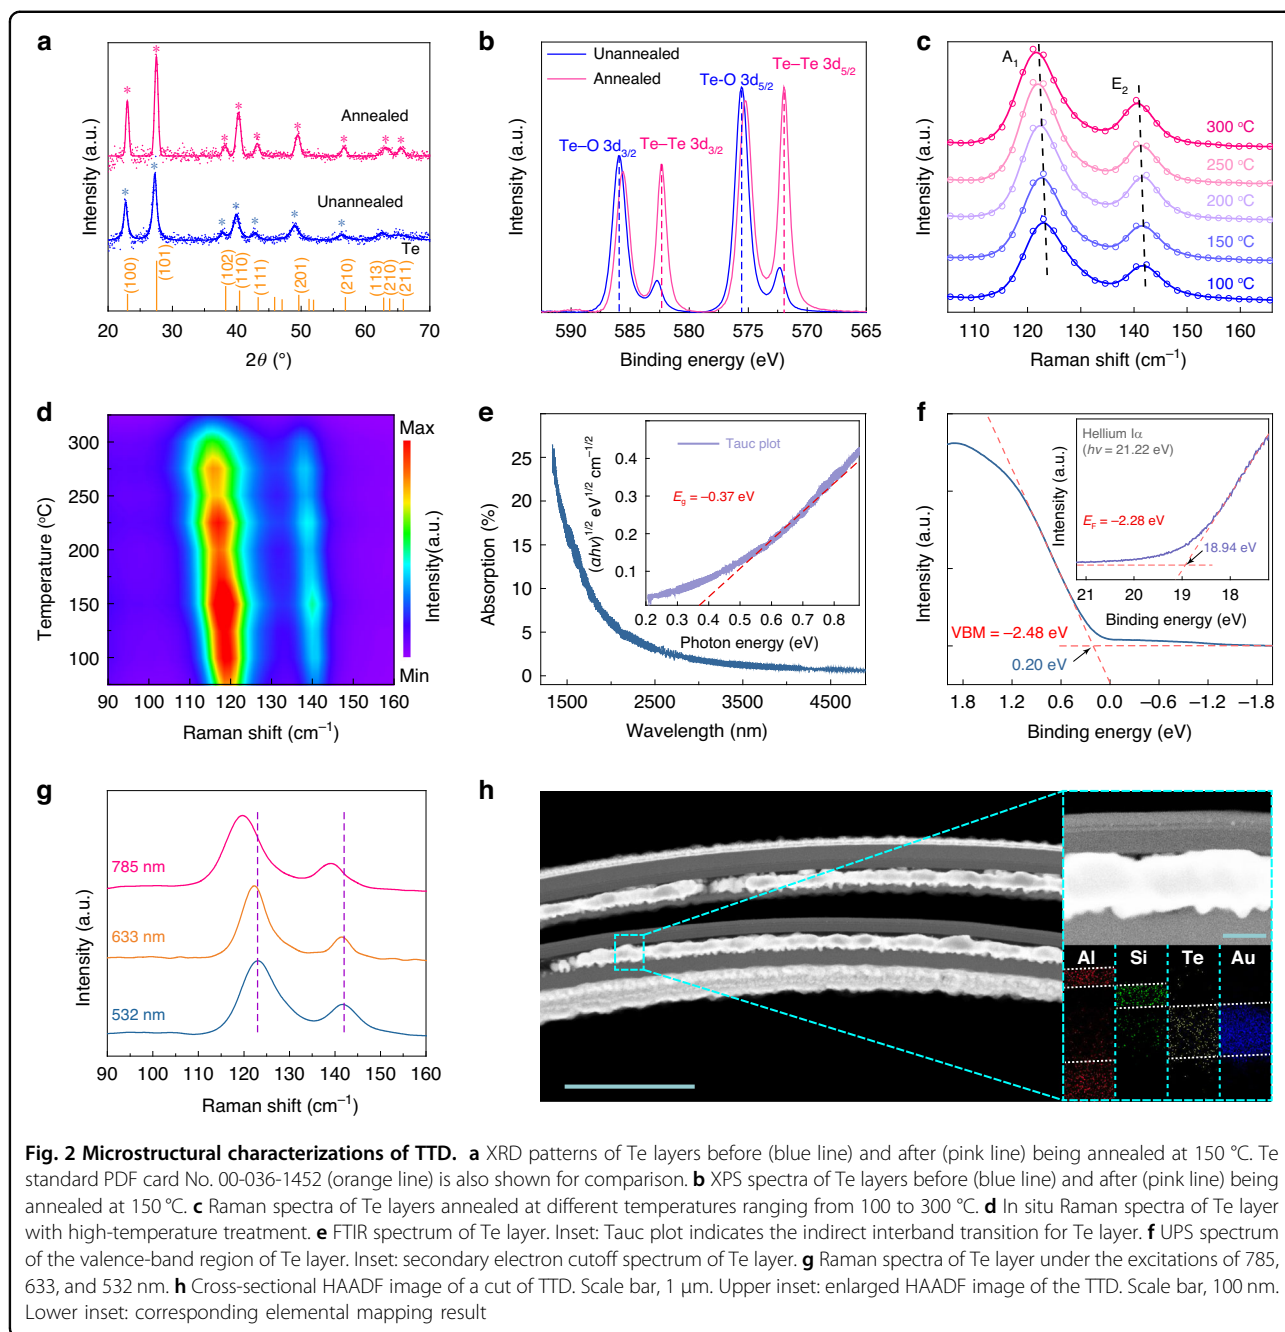 a
Intensity (a.u.)
Annealed
Unannealed
Te
(100)
(101)
(102)
(110)
(111)
(201)
(210)
(113)
(210)
(211)
20 30 40 50 60 70
2θ (°)
b
Unannealed
Annealed
Te–Te 3d5/2
Te-O 3d5/2
Te–O 3d3/2
Te–Te 3d3/2
Intensity (a.u.)
590 585 580 575 570 565
Binding energy (eV)
c
A1
E2
300 °C
250 °C
200 °C
150 °C
100 °C
Intensity (a.u.)
110 120 130 140 150 160
Raman shift (cm−1)
d
Temperature (°C)
300
250
200
150
100
90 100 110 120 130 140 150 160
Raman shift (cm−1)
Max
Intensity(a.u.)
Min
e
Absorption (%)
25
20
15
10
5
0
1500 2500 3500 4500
Wavelength (nm)
Tauc plot
Eg = −0.37 eV
(αhν)1/2 eV1/2 cm−1/2
0.4
0.3
0.2
0.1
0.2 0.3 0.4 0.5 0.6 0.7 0.8
Photon energy (eV)
f
Intensity (a.u.)
VBM = −2.48 eV
0.20 eV
1.8 1.2 0.6 0.0 −0.6 −1.2 −1.8
Binding energy (eV)
Hellium Iα
(hν = 21.22 eV)
EF = −2.28 eV
18.94 eV
Intensity (a.u.)
21 20 19 18
Binding energy (eV)
g
Intensity (a.u.)
785 nm
633 nm
532 nm
90 100 110 120 130 140 150 160
Raman shift (cm−1)
h
Al Si Te Au
Fig. 2 Microstructural characterizations of TTD. a XRD patterns of Te layers before (blue line) and after (pink line) being annealed at 150 °C. Te
standard PDF card No. 00-036-1452 (orange line) is also shown for comparison. b XPS spectra of Te layers before (blue line) and after (pink line) being
annealed at 150 °C. c Raman spectra of Te layers annealed at different temperatures ranging from 100 to 300 °C. d In situ Raman spectra of Te layer
with high-temperature treatment. e FTIR spectrum of Te layer. Inset: Tauc plot indicates the indirect interband transition for Te layer. f UPS spectrum
of the valence-band region of Te layer. Inset: secondary electron cutoff spectrum of Te layer. g Raman spectra of Te layer under the excitations of 785,
633, and 532 nm. h Cross-sectional HAADF image of a cut of TTD. Scale bar, 1 μm. Upper inset: enlarged HAADF image of the TTD. Scale bar, 100 nm.
Lower inset: corresponding elemental mapping result